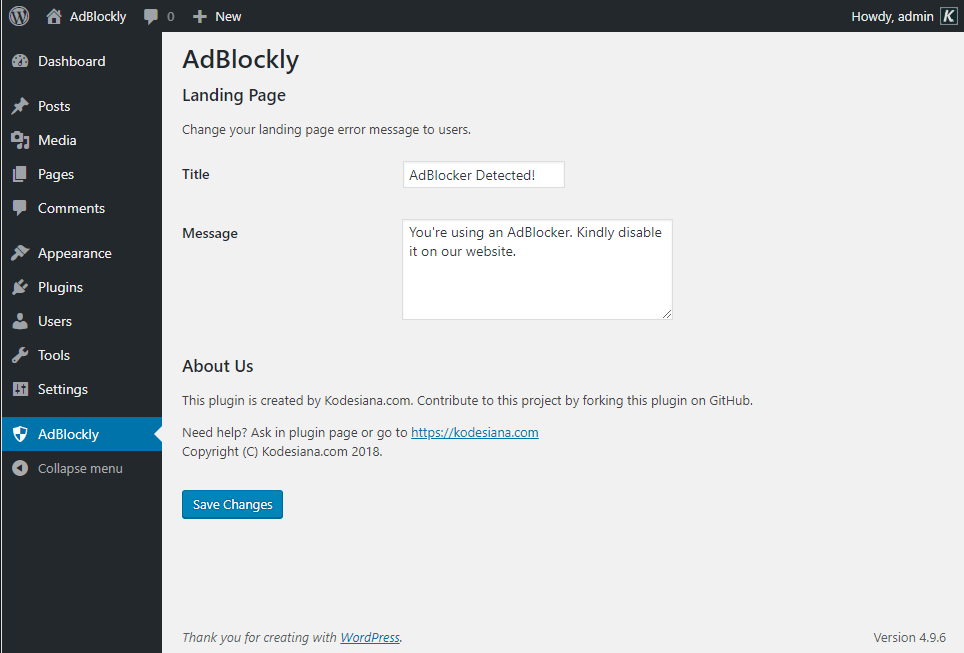 AdBlockly 0 New Howdy, admin
Dashboard
Posts
Media
Pages
Comments
Appearance
Plugins
Users
Tools
Settings
AdBlockly
Collapse menu
AdBlockly
Landing Page
Change your landing page error message to users.
Title AdBlocker Detected!
Message You're using an AdBlocker. Kindly disable
it on our website.
About Us
This plugin is created by Kodesiana.com. Contribute to this project by forking this plugin on GitHub.
Need help? Ask in plugin page or go to https://kodesiana.com
Copyright (C) Kodesiana.com 2018.
Save Changes
Thank you for creating with WordPress. Version 4.9.6